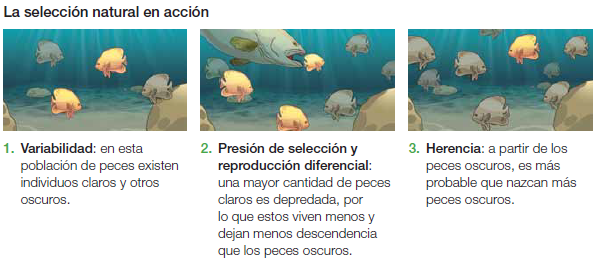 La selección natural en acción
1. Variabilidad: en esta
población de peces existen
individuos claros y otros
oscuros.
2. Presión de selección y
reproducción diferencial:
una mayor cantidad de peces
claros es depredada, por
lo que estos viven menos y
dejan menos descendencia
que los peces oscuros.
3. Herencia: a partir de los
peces oscuros, es más
probable que nazcan más
peces oscuros.